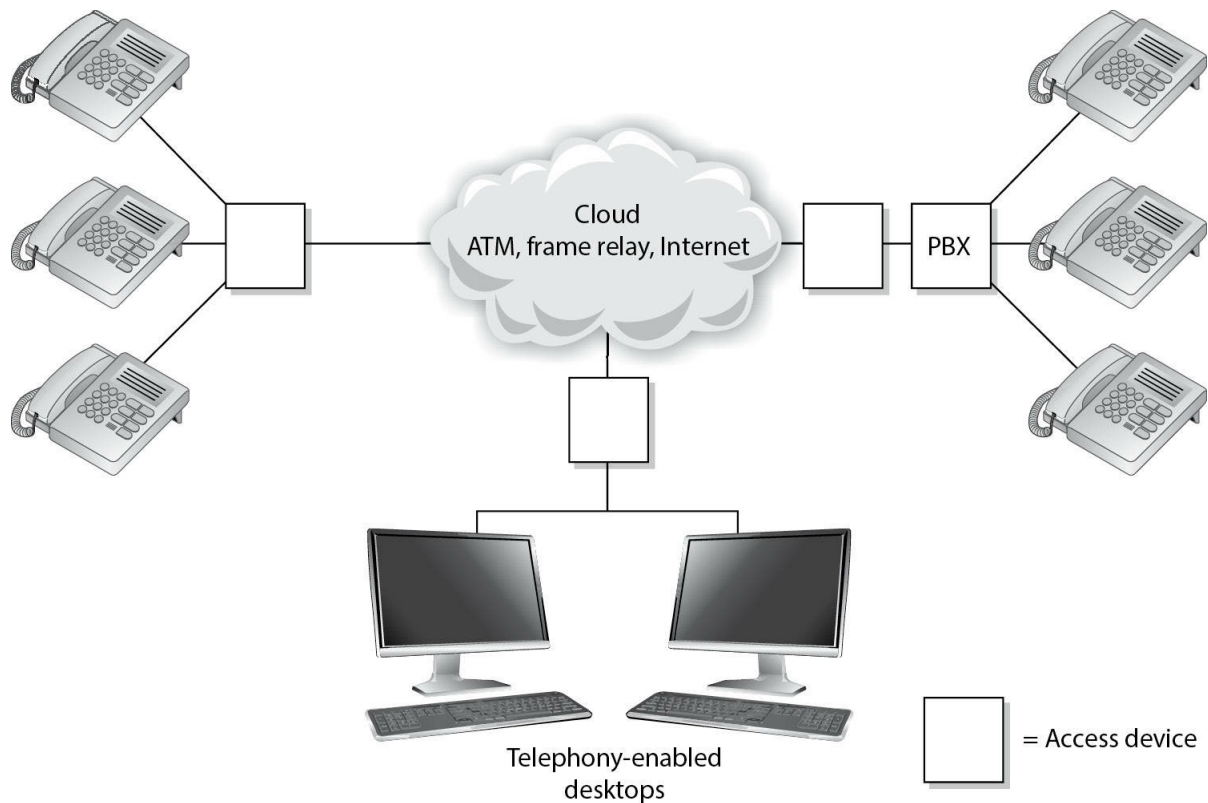 Cloud
ATM, frame relay, Internet
PBX
Telephony-enabled
desktops
= Access device